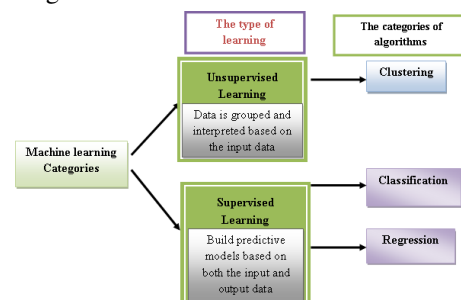 The type of
learning
The categories of
algorithms
Unsupervised
Learning
Data is grouped and
interpreted based on
the input data
Clustering
Machine learning
Categories
Supervised
Learning
Build predictive
models based on
both the input and
output data
Classification
Regression